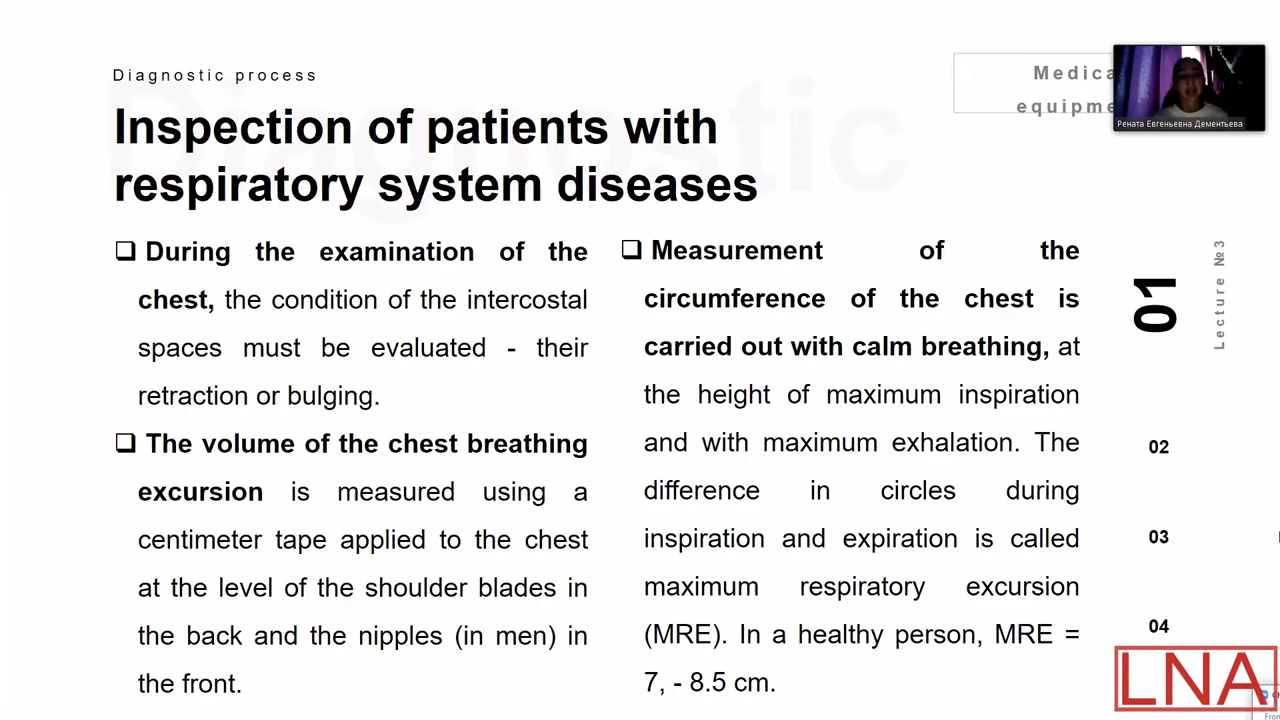 Diagnostic process
Diagnostic
Inspection of patients with
respiratory system diseases
❑ During the examination of the
chest, the condition of the intercostal
spaces must be evaluated - their
retraction or bulging.
❑ The volume of the chest breathing
excursion is measured using a
centimeter tape applied to the chest
at the level of the shoulder blades in
the back and the nipples (in men) in
the front.
❑ Measurement of the
circumference of the chest is
carried out with calm breathing, at
the height of maximum inspiration
and with maximum exhalation. The
difference in circles during
inspiration and expiration is called
maximum respiratory excursion
(MRE). In a healthy person, MRE =
7, - 8.5 cm.
Medica
equipme
Рената Евгеньевна Дементьева
01
Lecture №3
02
03
04
LNA